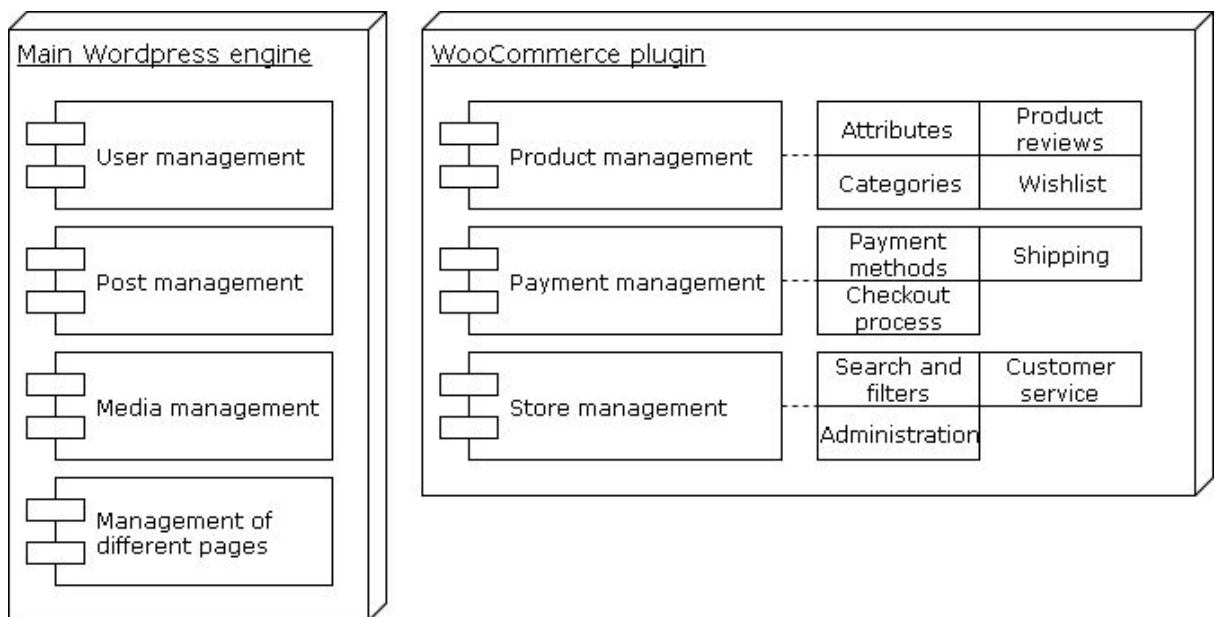 Main Wordpress engine
User management
Post management
Media management
Management of
different pages
WooCommerce plugin
Product management
Attributes
Product
reviews
Categories
Wishlist
Payment management
Payment
methods
Shipping
Checkout
process
Store management
Search and
filters
Customer
service
Administration